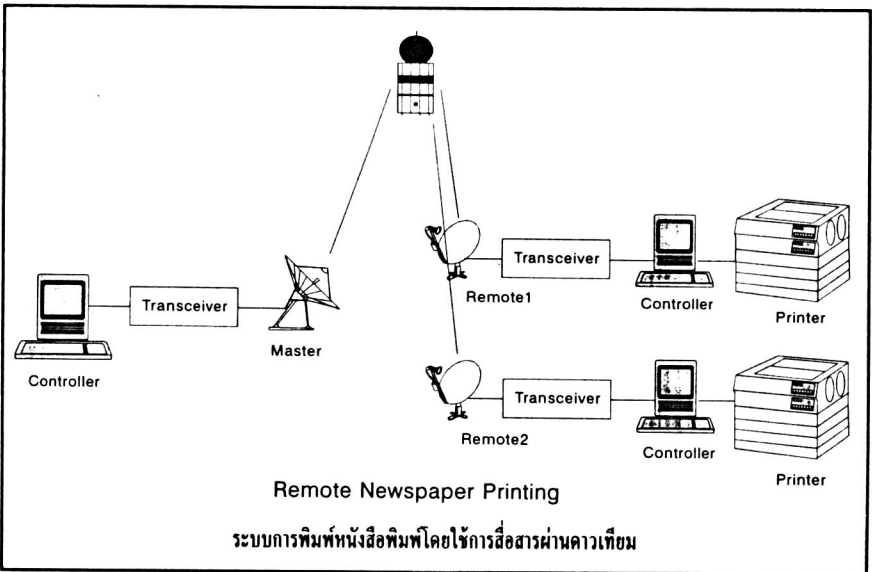 Transceiver
Controller
Printer
Remote1
Transceiver
Master
Controller
Transceiver
Controller
Printer
Remote2
Remote Newspaper Printing
ระบบการพิมพ์หนังสือพิมพ์โดยใช้การสื่อสารผ่านดาวเทียม